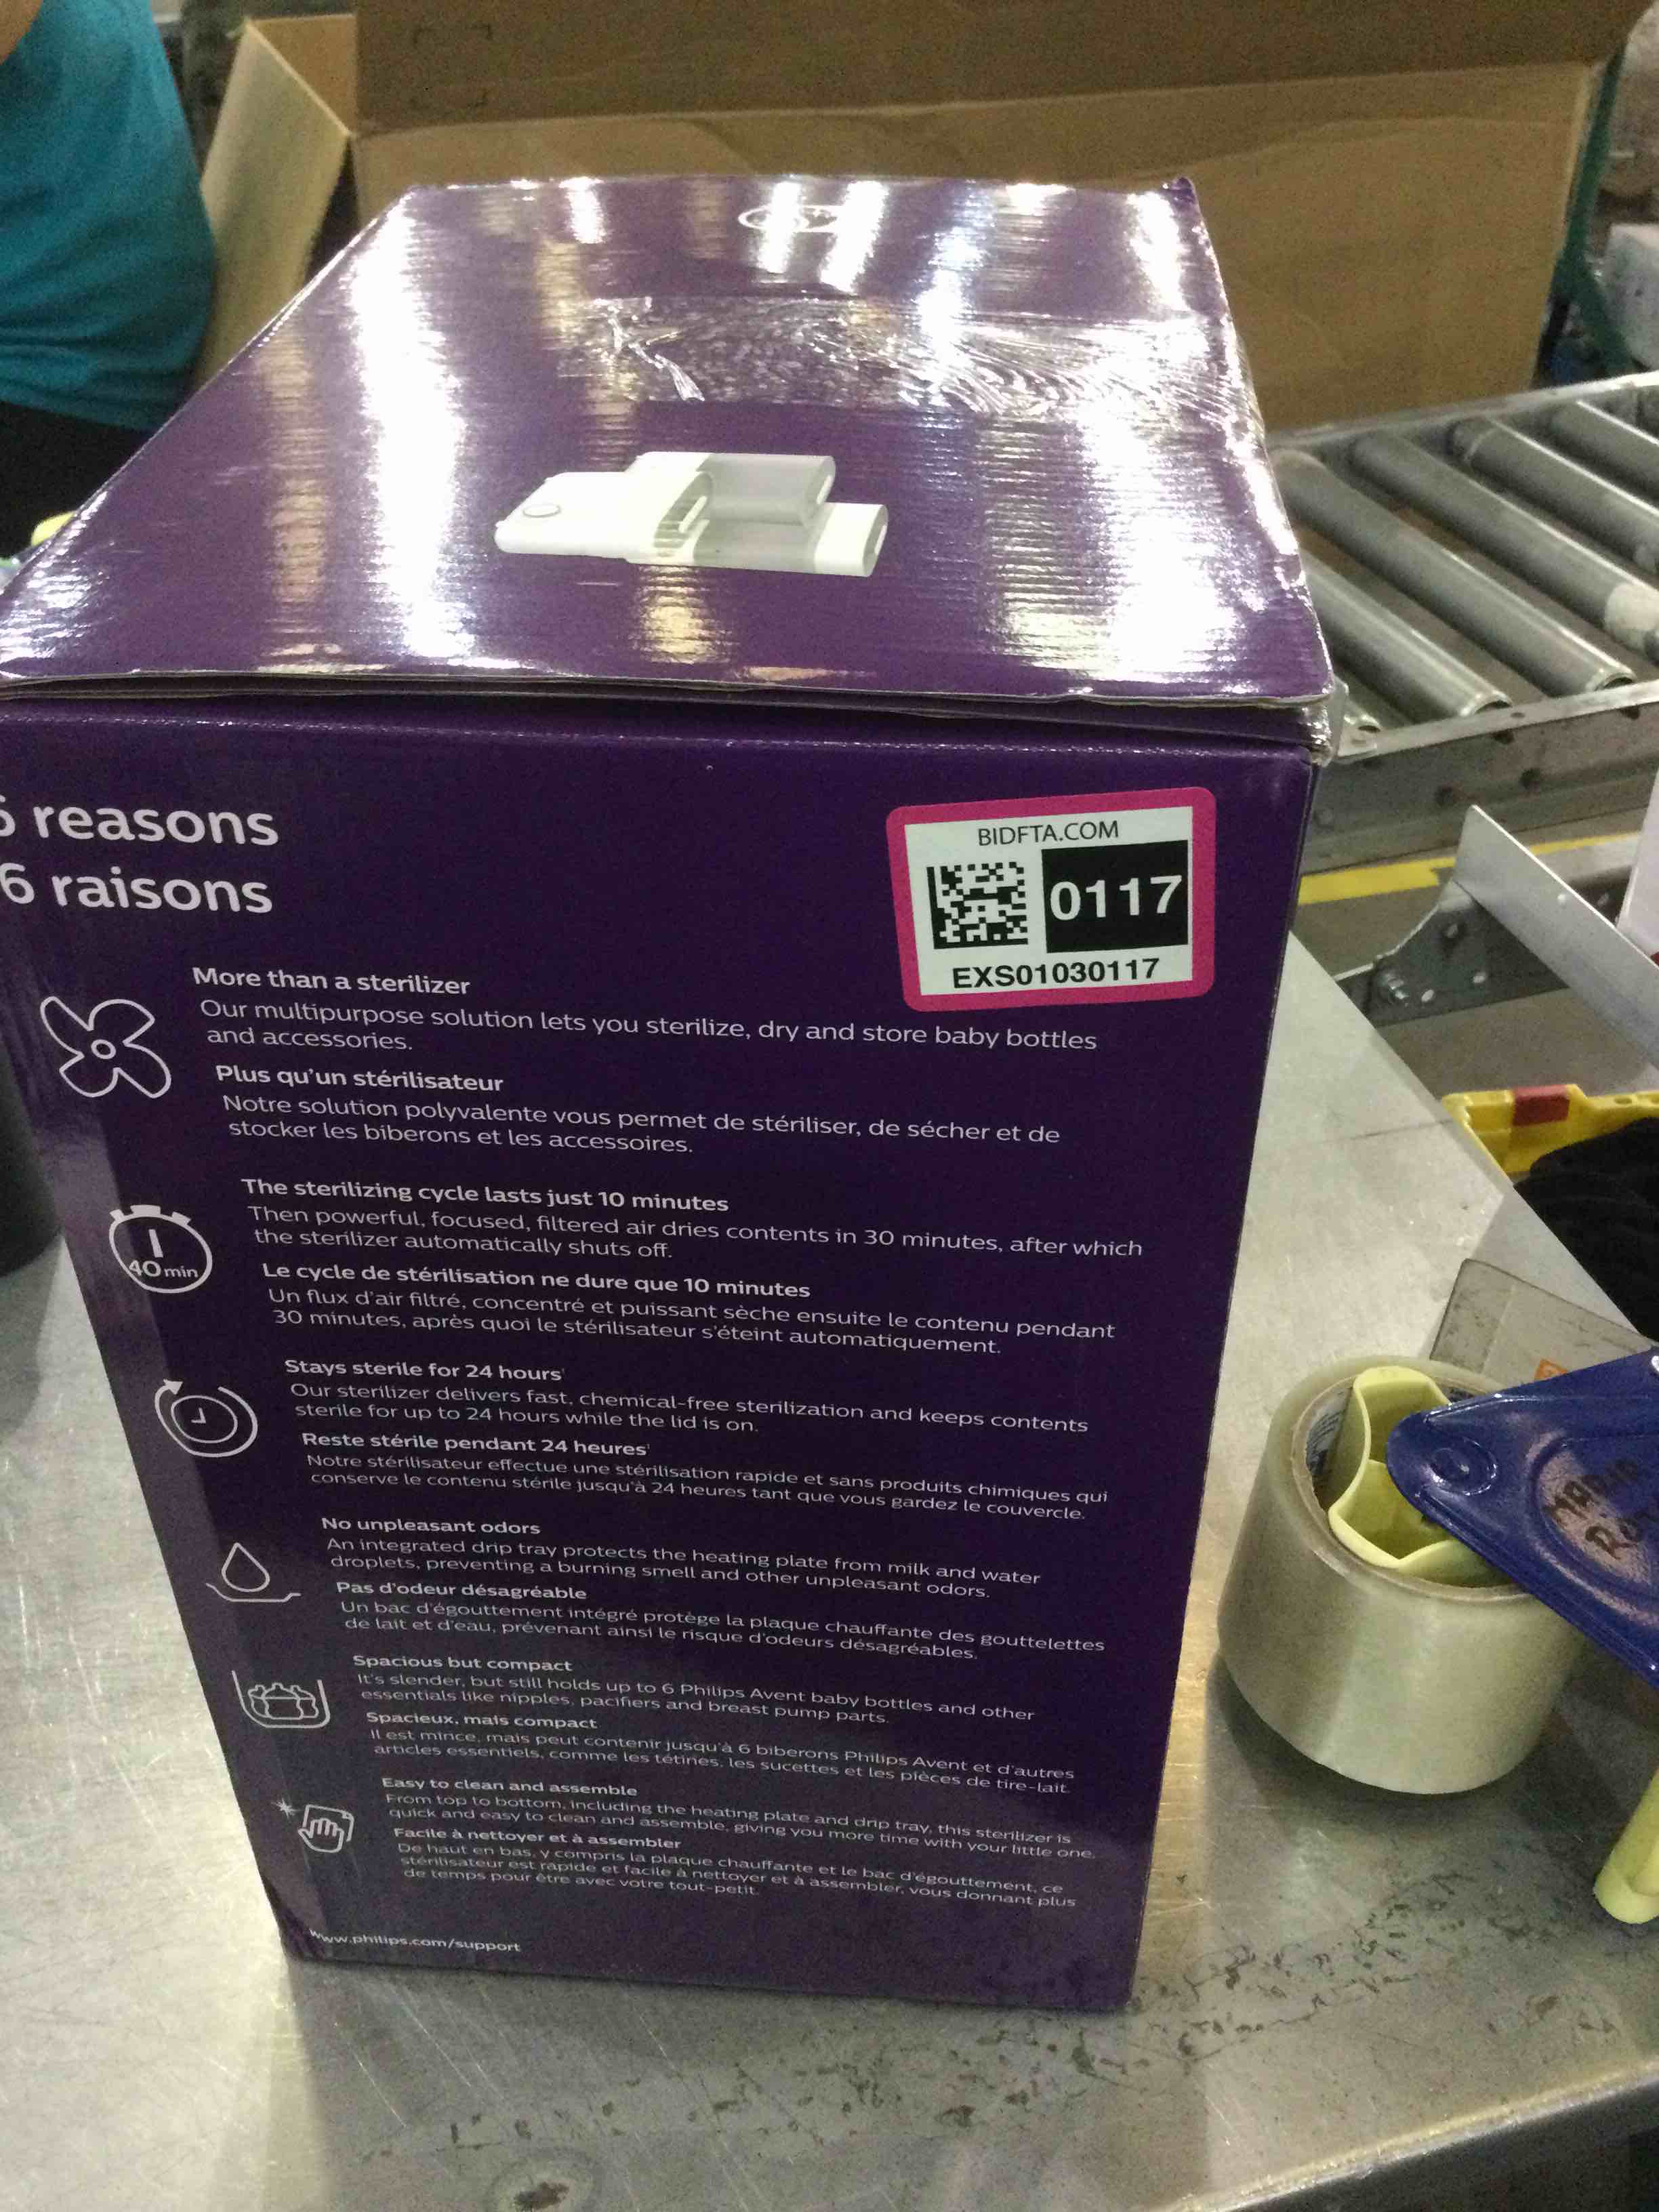 6 reasons
6 raisons
BIDFTA.COM
0117
EXS01030117
More than a sterilizer
Our multipurpose solution lets you sterilize, dry and store baby bottles
and accessories.
Plus qu'un stérilisateur
Notre solution polyvalente vous permet de stériliser, de sécher et de
stocker les biberons et les accessoires.
40 min
The sterilizing cycle lasts just 10 minutes
Then powerful, focused, filtered air dries contents in 30 minutes, after which
the sterilizer automatically shuts off.
Le cycle de stérilisation ne dure que 10 minutes
Un flux d'air filtré, concentré et puissant sèche ensuite le contenu pendant
30 minutes, après quoi le stérilisateur s'éteint automatiquement.
Stays sterile for 24 hours¹
Our sterilizer delivers fast, chemical-free sterilization and keeps contents
sterile for up to 24 hours while the lid is on.
Reste stérile pendant 24 heures¹
Notre stérilisateur effectue une stérilisation rapide et sans produits chimiques qui
conserve le contenu stérile jusqu'à 24 heures tant que vous gardez le couvercle.
No unpleasant odors
An integrated drip tray protects the heating plate from milk and water
droplets, preventing a burning smell and other unpleasant odors.
Pas d'odeur désagréable
Un bac d'égouttement intégré protège la plaque chauffante des gouttelettes
de lait et d'eau, prévenant ainsi le risque d'odeurs désagréables.
Spacious but compact
It's slender, but still holds up to 6 Philips Avent baby bottles and other
essentials like nipples, pacifiers and breast pump parts.
Spacieux, mais compact
Il est mince, mais peut contenir jusqu'à 6 biberons Philips Avent et d'autres
articles essentiels, comme les tétines, les sucettes et les pièces de tire-lait.
Easy to clean and assemble
From top to bottom, including the heating plate and drip tray, this sterilizer is
quick and easy to clean and assemble, giving you more time with your little one.
Facile à nettoyer et à assembler
De haut en bas, y compris la plaque chauffante et le bac d'égouttement, ce
stérilisateur est rapide et facile à nettoyer et à assembler, vous donnant plus
de temps pour être avec votre tout-petit.
www.philips.com/support